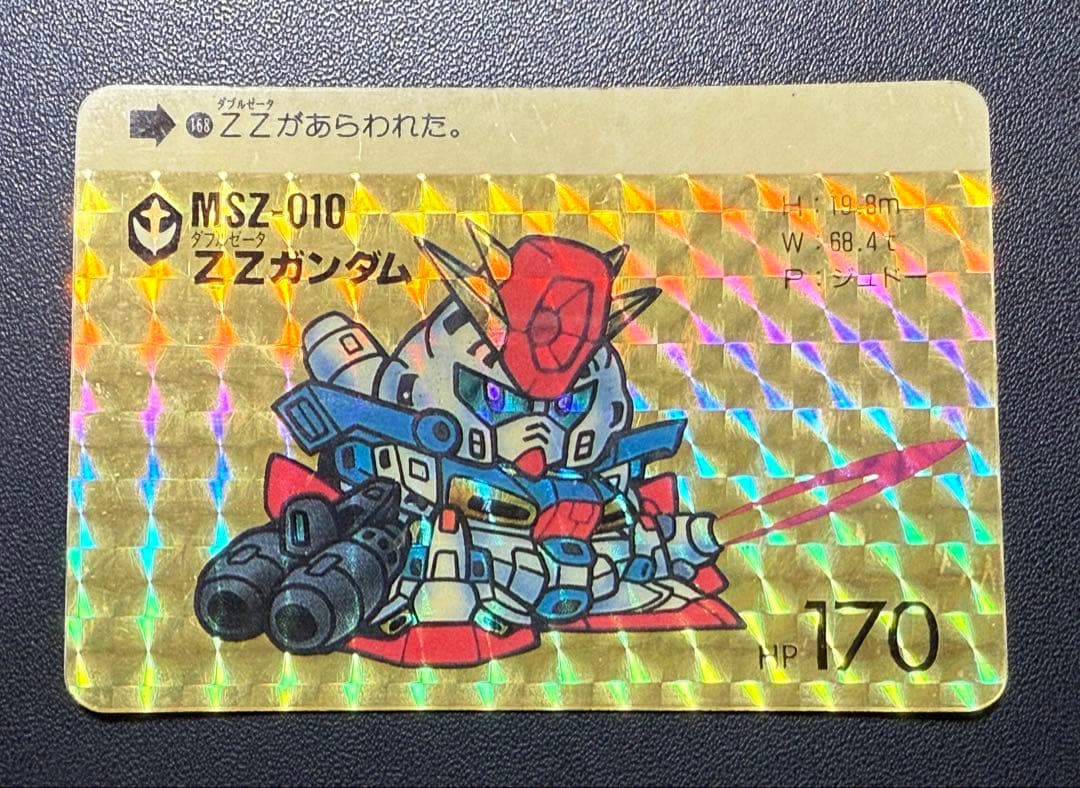 ダブルゼータ
168 ZZがあらわれた。
MSZ-010
ダブルゼータ
ZZガンダム
H:19.8m
W:68.4t
P:ジュドー
HP 170